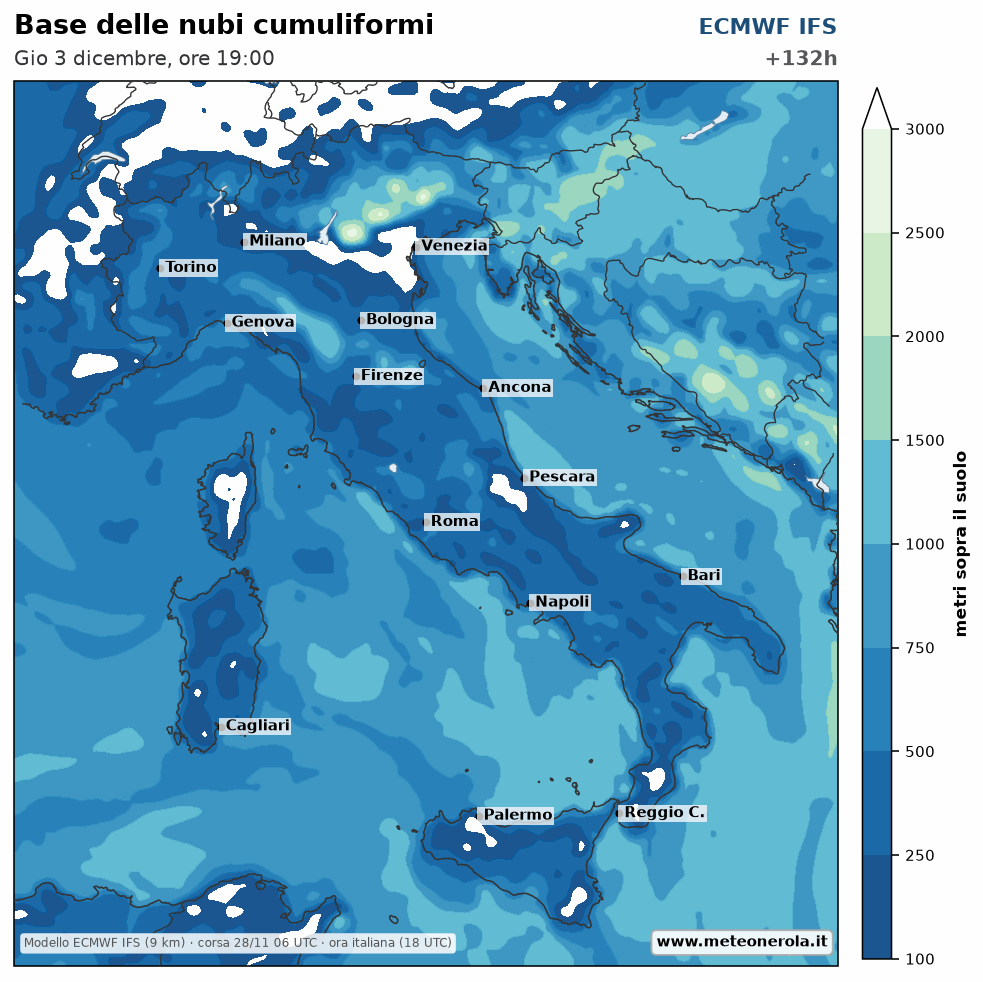 Base delle nubi cumuliformi
ECMWF IFS
Gio 3 dicembre, ore 19:00
+132h
Milano
Venezia
Torino
Genova
Bologna
Firenze
Ancona
Pescara
Roma
Bari
Napoli
Cagliari
Palermo
Reggio C.
3000
2500
2000
1500
1000
750
500
250
100
metri sopra il suolo
Modello ECMWF IFS (9 km) · corsa 28/11 06 UTC · ora italiana (18 UTC)
www.meteonerola.it